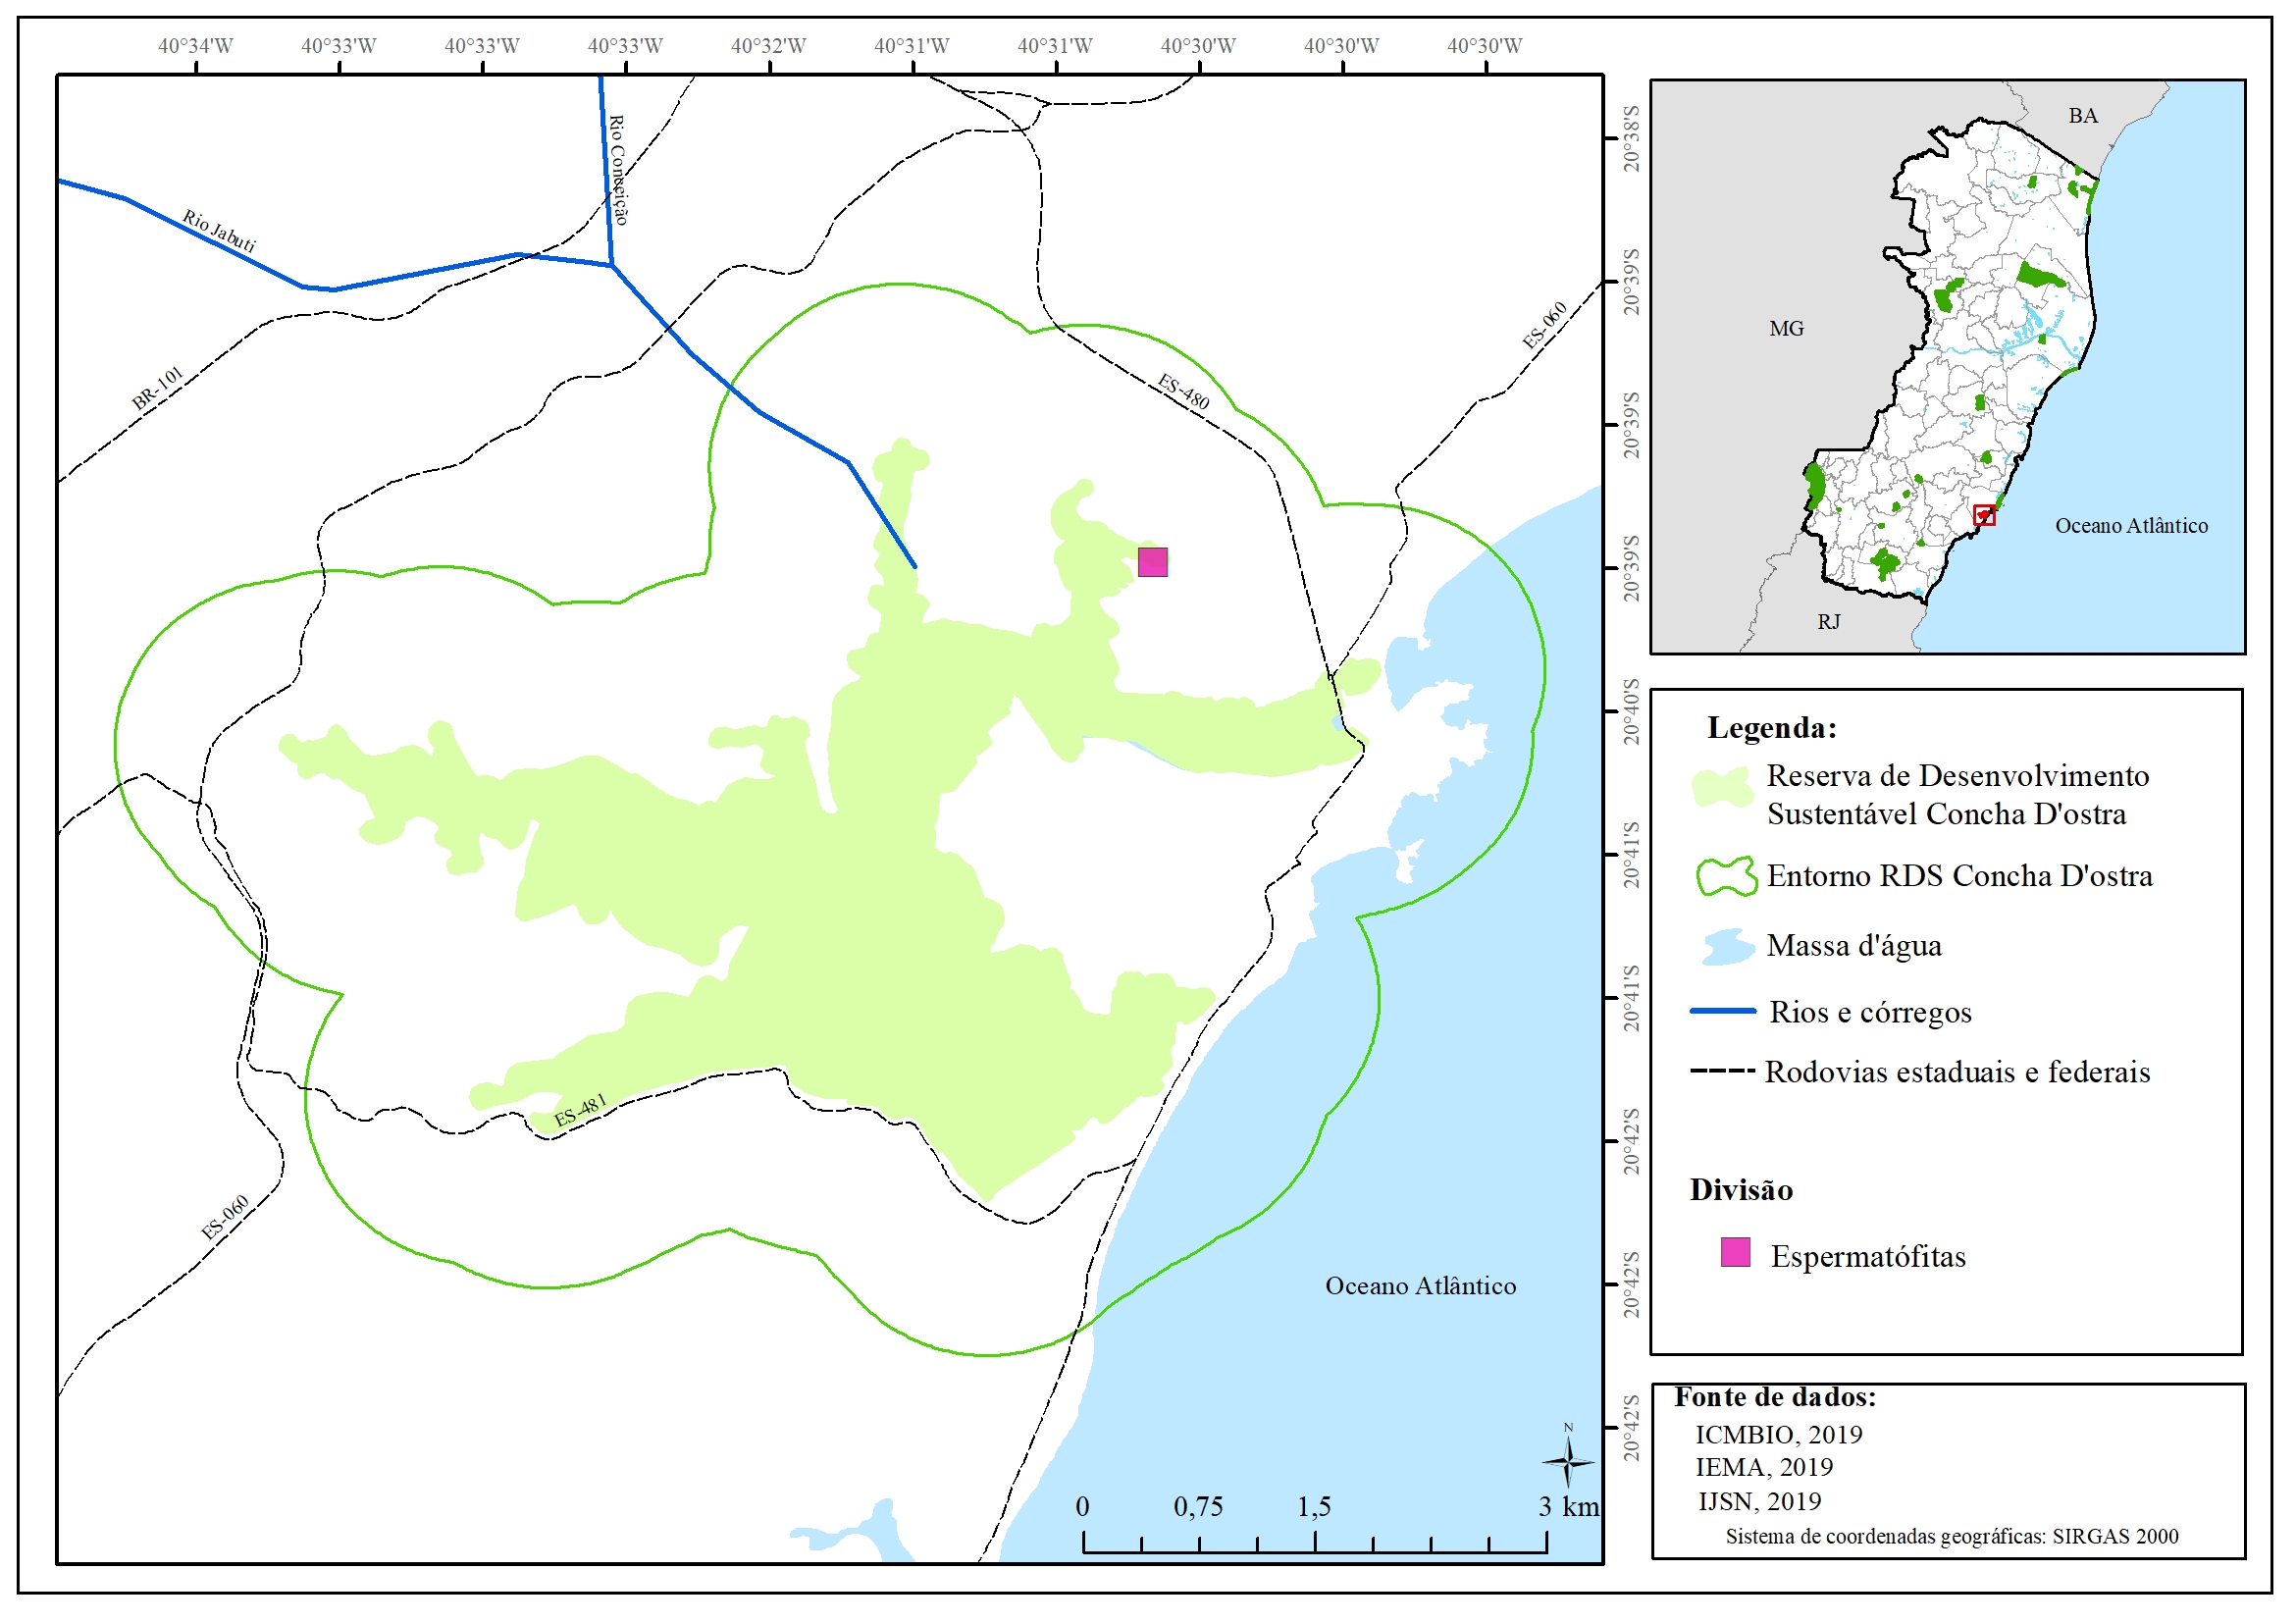 40°34'W 40°33'W 40°33'W 40°33'W 40°32'W 40°31'W 40°31'W 40°30'W 40°30'W 40°30'W
20°38'S
20°39'S
20°39'S
20°39'S
20°40'S
20°41'S
20°41'S
20°42'S
20°42'S
20°42'S
Rio Conceição
Rio Jabuti
BR-101
ES-480
ES-060
ES-481
ES-060
Oceano Atlântico
N
0 0,75 1,5 3 km
BA
MG
Oceano Atlântico
RJ
Legenda:
Reserva de Desenvolvimento
Sustentável Concha D'ostra
Entorno RDS Concha D'ostra
Massa d'água
Rios e córregos
Rodovias estaduais e federais
Divisão
Espermatófitas
Fonte de dados:
ICMBIO, 2019
IEMA, 2019
IJSN, 2019
Sistema de coordenadas geográficas: SIRGAS 2000